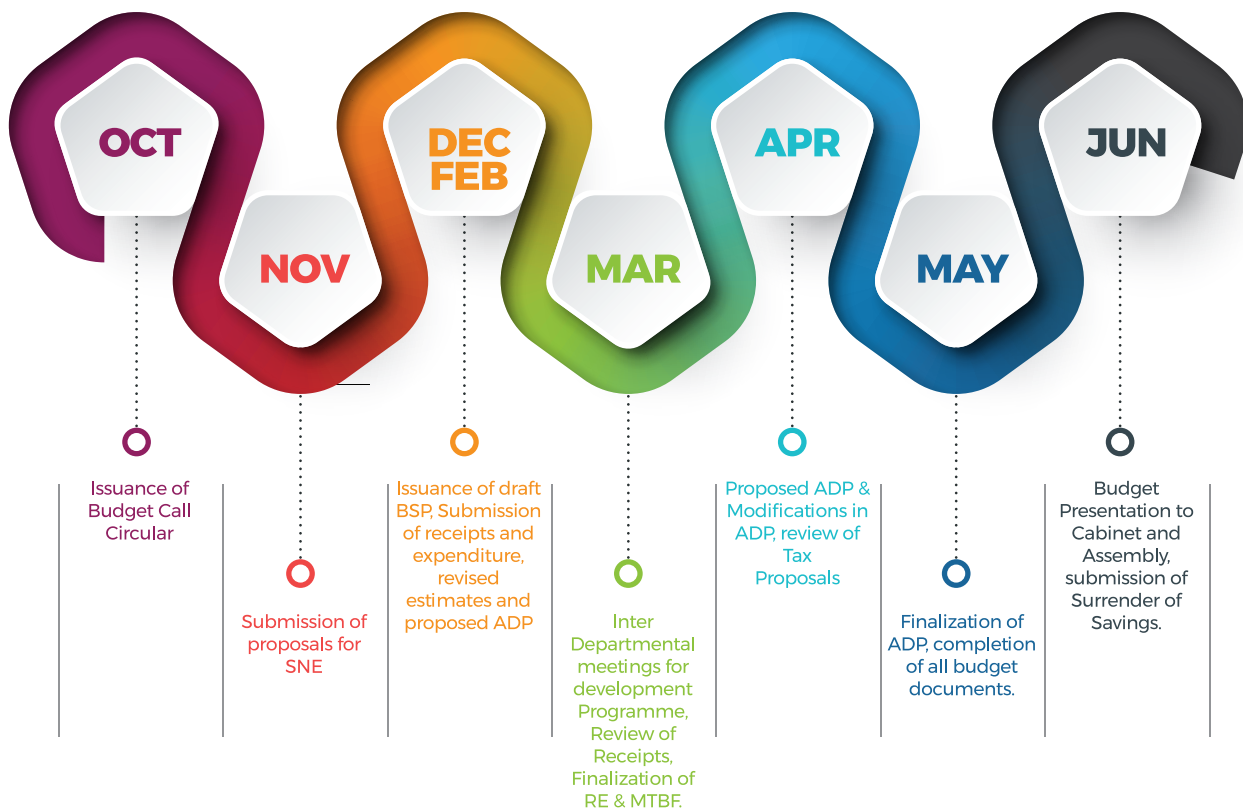 OCT
NOV
DEC
FEB
MAR
APR
MAY
JUN
Issuance of
Budget Call
Circular
Submission of
proposals for
SNE
Issuance of draft
BSP, Submission
of receipts and
expenditure,
revised
estimates and
proposed ADP
Inter
Departmental
meetings for
development
Programme,
Review of
Receipts,
Finalization of
RE & MTBF.
Proposed ADP &
Modifications in
ADP, review of
Tax
Proposals
Finalization of
ADP, completion
of all budget
documents.
Budget
Presentation to
Cabinet and
Assembly,
submission of
Surrender of
Savings.